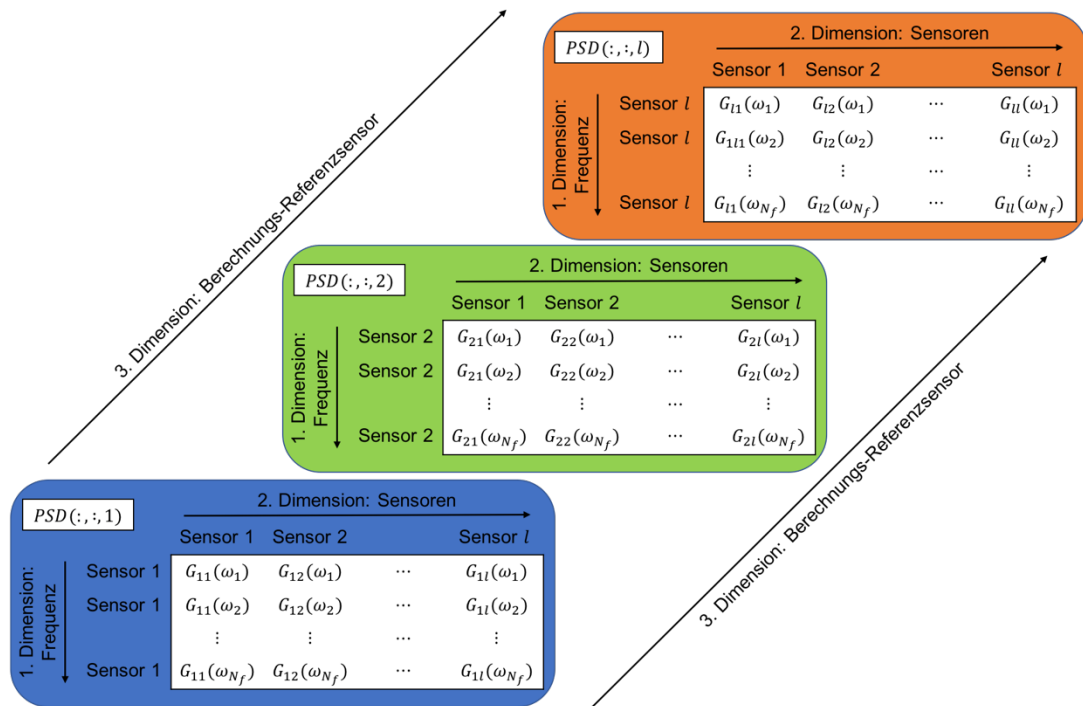 3. Dimension: Berechnungs-Referenzsensor
PSD(:,:,l)
2. Dimension: Sensoren
Sensor 1 Sensor 2 Sensor l
1. Dimension:
Frequenz
Sensor l G_{l1}(ω_1) G_{l2}(ω_1) ⋯ G_{ll}(ω_1)
Sensor l G_{1l1}(ω_2) G_{l2}(ω_2) ⋯ G_{ll}(ω_2)
⋮ ⋮ ⋯ ⋮
Sensor l G_{l1}(ω_{N_f}) G_{l2}(ω_{N_f}) ⋯ G_{ll}(ω_{N_f})
PSD(:,:,2)
2. Dimension: Sensoren
Sensor 1 Sensor 2 Sensor l
1. Dimension:
Frequenz
Sensor 2 G_{21}(ω_1) G_{22}(ω_1) ⋯ G_{2l}(ω_1)
Sensor 2 G_{21}(ω_2) G_{22}(ω_2) ⋯ G_{2l}(ω_2)
⋮ ⋮ ⋯ ⋮
Sensor 2 G_{21}(ω_{N_f}) G_{22}(ω_{N_f}) ⋯ G_{2l}(ω_{N_f})
3. Dimension: Berechnungs-Referenzsensor
PSD(:,:,1)
2. Dimension: Sensoren
Sensor 1 Sensor 2 Sensor l
1. Dimension:
Frequenz
Sensor 1 G_{11}(ω_1) G_{12}(ω_1) ⋯ G_{1l}(ω_1)
Sensor 1 G_{11}(ω_2) G_{12}(ω_2) ⋯ G_{1l}(ω_2)
⋮ ⋮ ⋯ ⋮
Sensor 1 G_{11}(ω_{N_f}) G_{12}(ω_{N_f}) ⋯ G_{1l}(ω_{N_f})